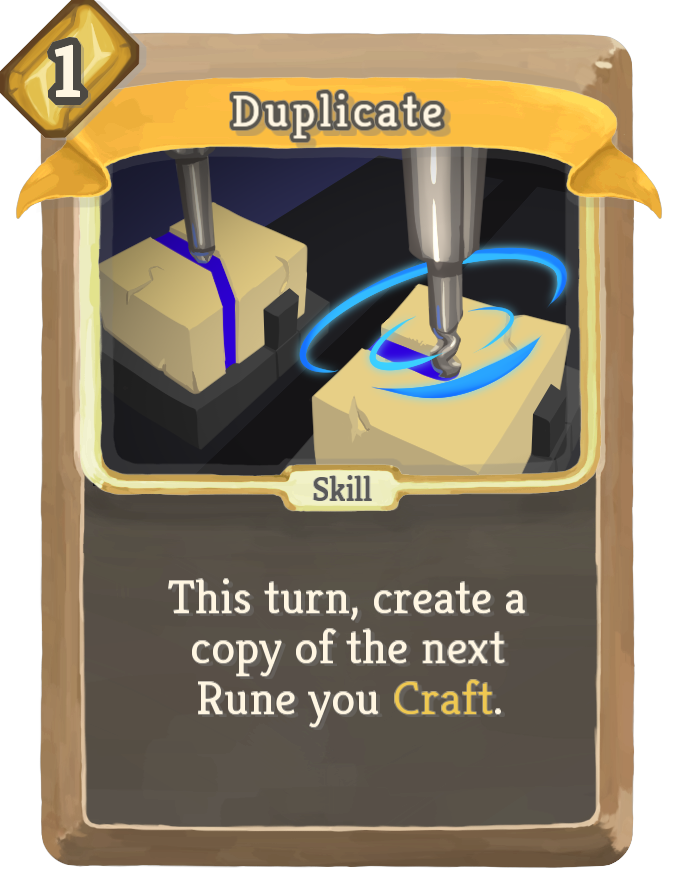 1
Duplicate
Skill
This turn, create a
copy of the next
Rune you Craft.